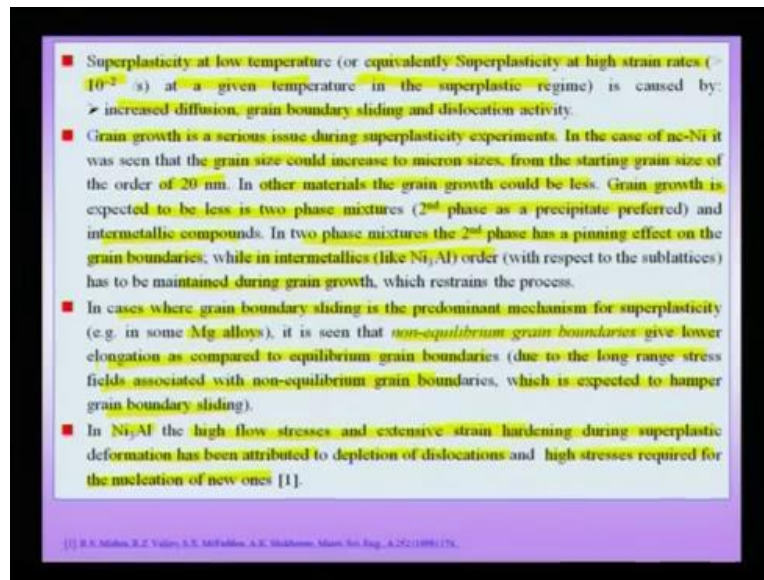 Superplasticity at low temperature (or equivalently Superplasticity at high strain rates (>
10⁻² /s) at a given temperature in the superplastic regime) is caused by:
➢ increased diffusion, grain boundary sliding and dislocation activity.
Grain growth is a serious issue during superplasticity experiments. In the case of nc-Ni it
was seen that the grain size could increase to micron sizes, from the starting grain size of
the order of 20 nm. In other materials the grain growth could be less. Grain growth is
expected to be less is two phase mixtures (2nd phase as a precipitate preferred) and
intermetallic compounds. In two phase mixtures the 2nd phase has a pinning effect on the
grain boundaries; while in intermetallics (like Ni₃Al) order (with respect to the sublattices)
has to be maintained during grain growth, which restrains the process.
In cases where grain boundary sliding is the predominant mechanism for superplasticity
(e.g. in some Mg alloys), it is seen that non-equilibrium grain boundaries give lower
elongation as compared to equilibrium grain boundaries (due to the long range stress
fields associated with non-equilibrium grain boundaries, which is expected to hamper
grain boundary sliding).
In Ni₃Al the high flow stresses and extensive strain hardening during superplastic
deformation has been attributed to depletion of dislocations and high stresses required for
the nucleation of new ones [1].
[1] R.S. Mishra, R.Z. Valiev, S.X. McFadden, A.K. Mukherjee, Mater. Sci. Eng., A 252 (1998) 174.